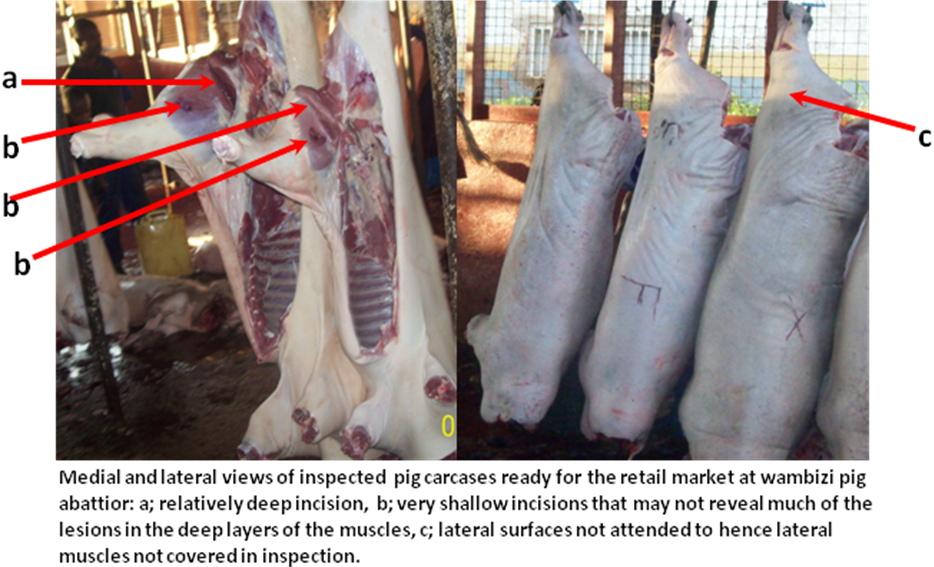 a
b
b
b
c
0
Medial and lateral views of inspected pig carcases ready for the retail market at wambizi pig
abattior: a; relatively deep incision, b; very shallow incisions that may not reveal much of the
lesions in the deep layers of the muscles, c; lateral surfaces not attended to hence lateral
muscles not covered in inspection.